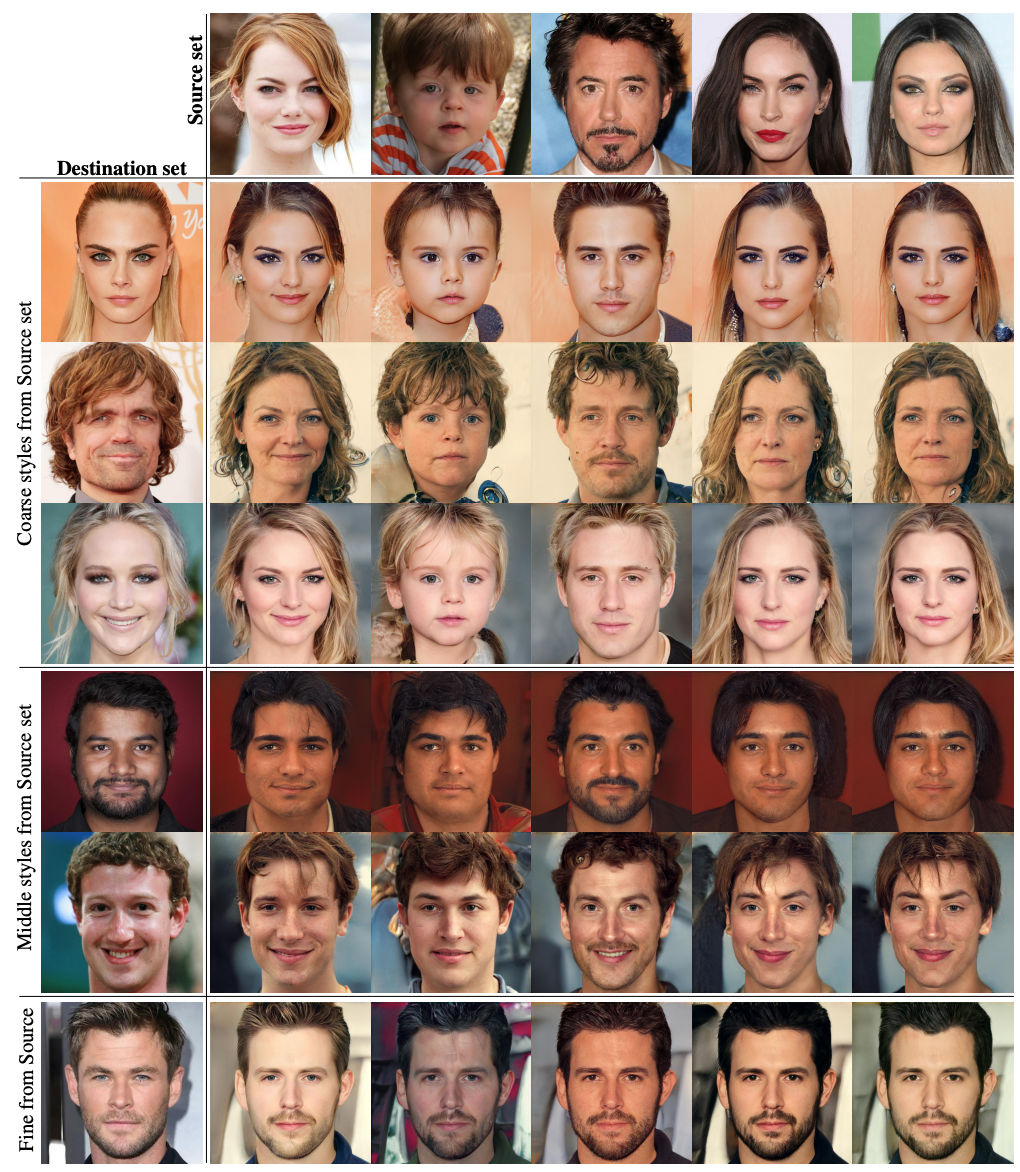 Source set
Destination set
Coarse styles from Source set
Middle styles from Source set
Fine from Source